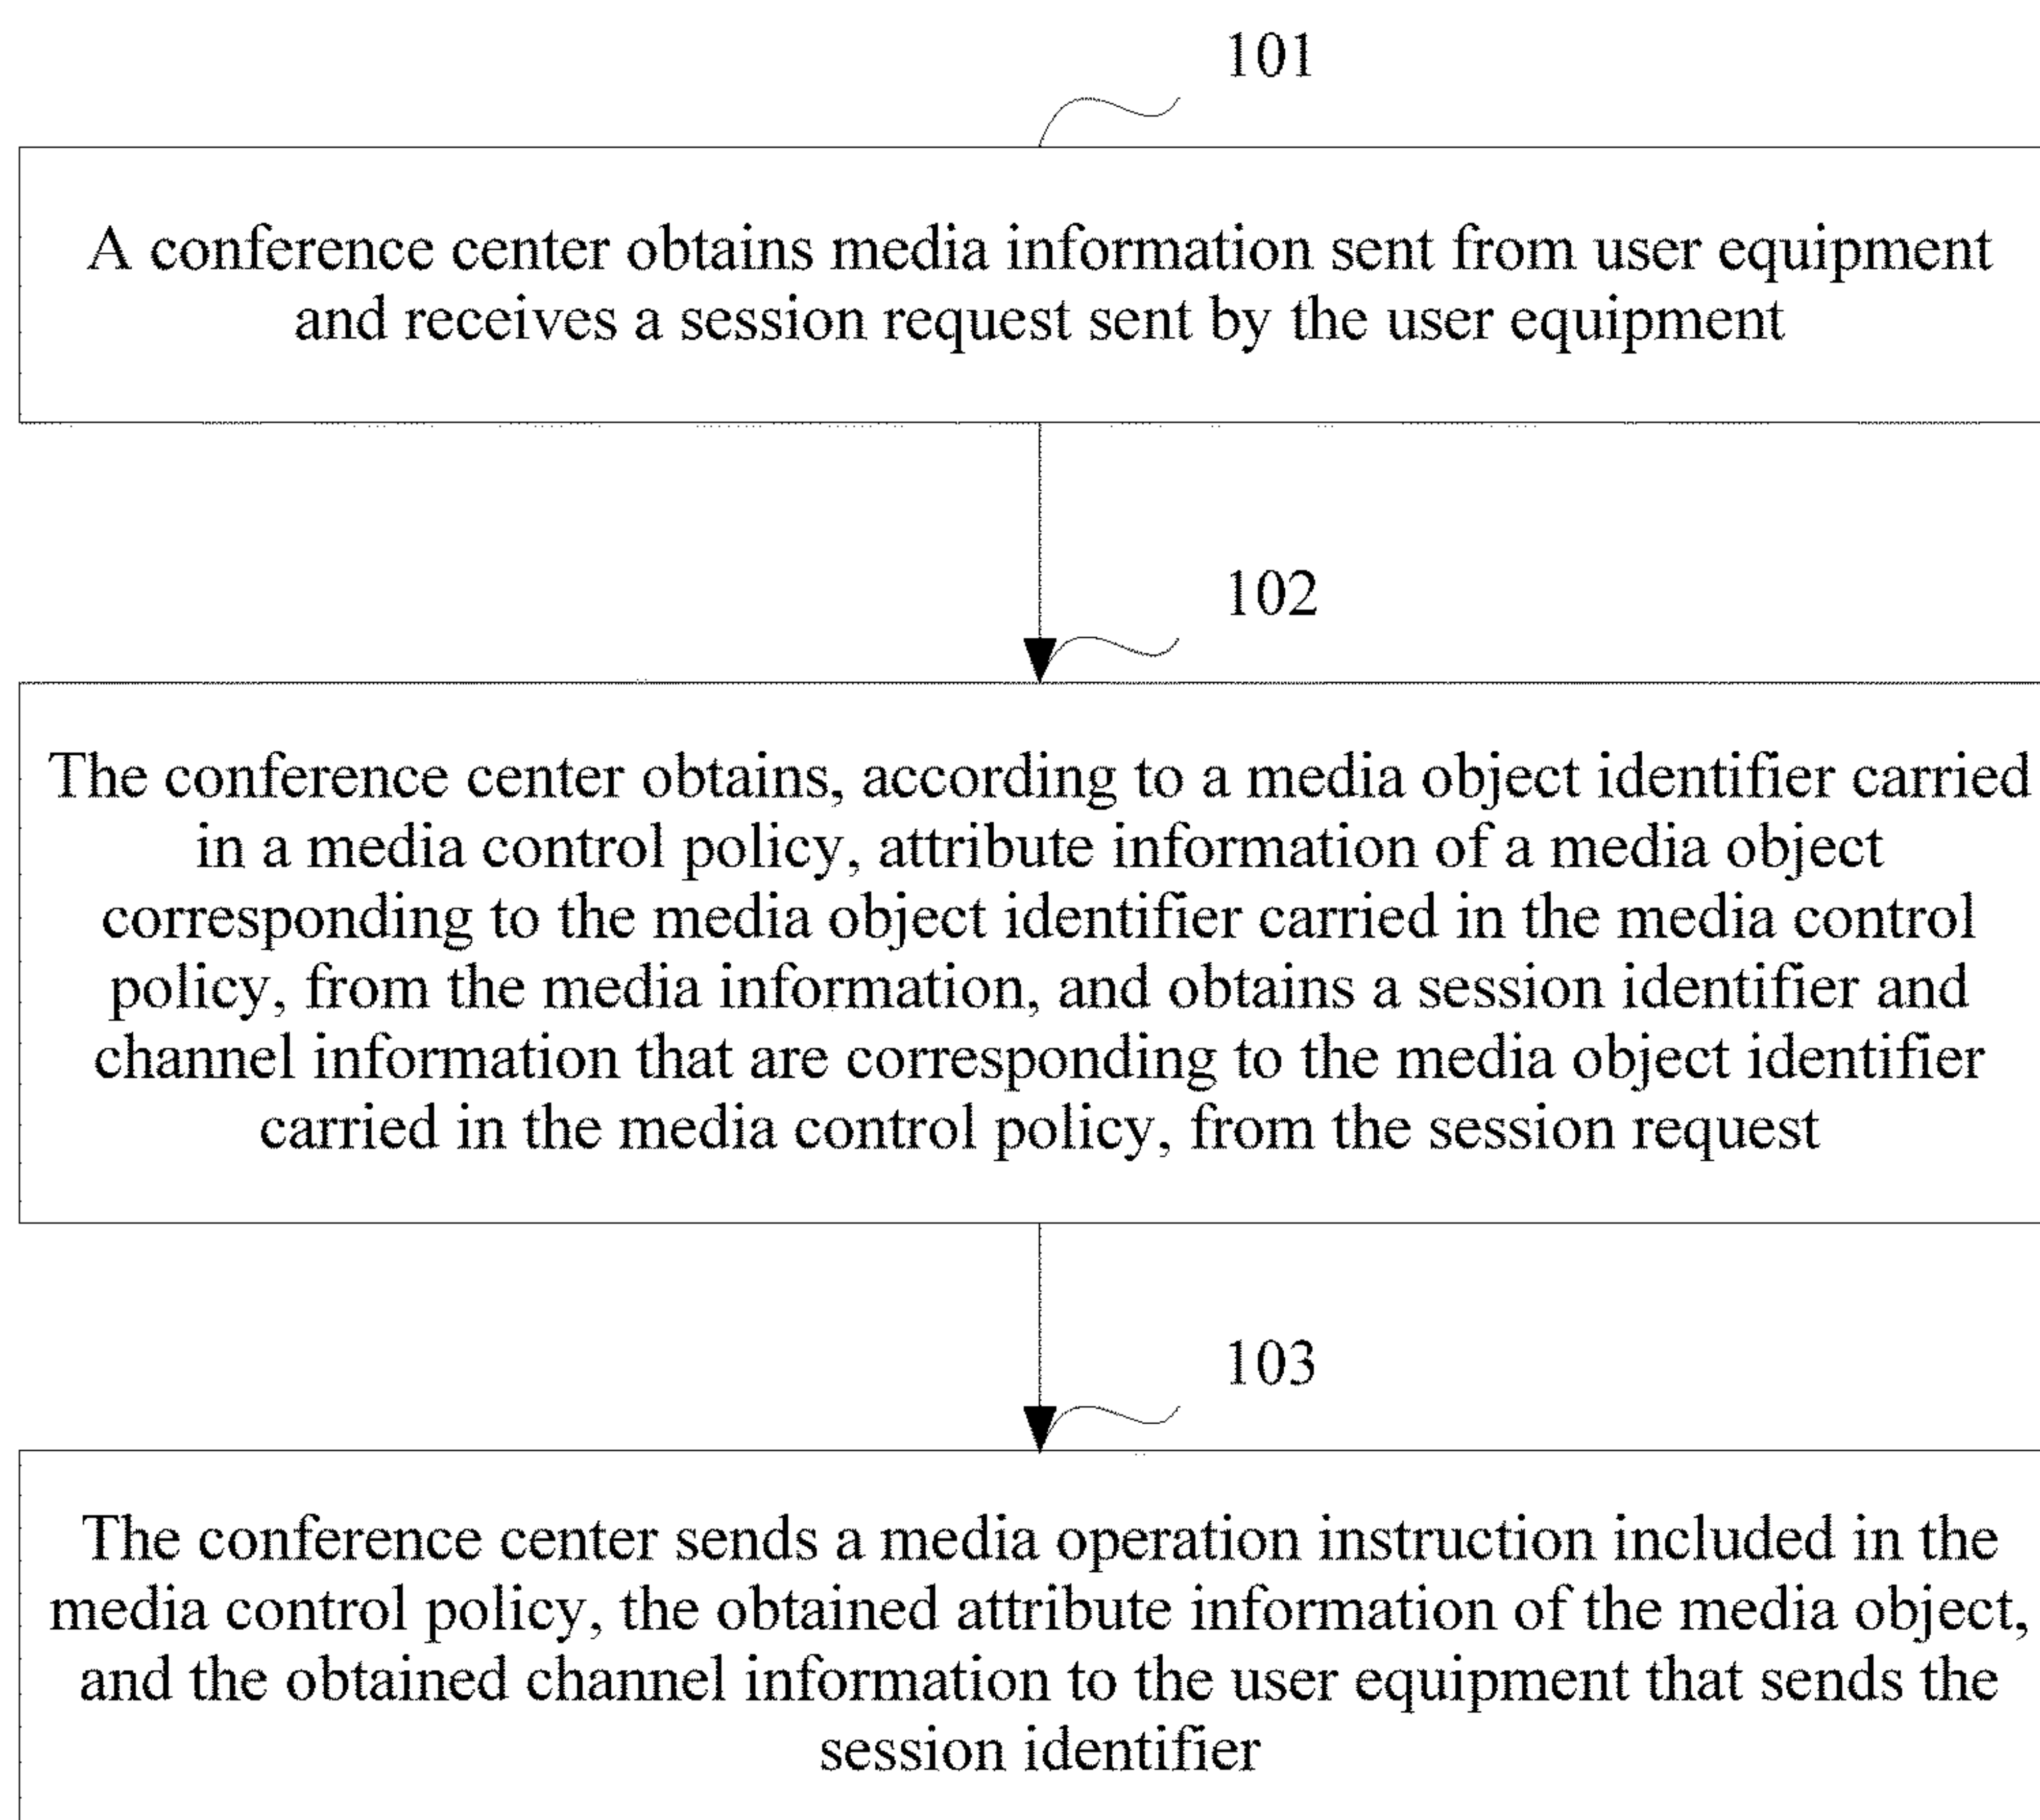 101
A conference center obtains media information sent from user equipment
and receives a session request sent by the user equipment
102
The conference center obtains, according to a media object identifier carried
in a media control policy, attribute information of a media object
corresponding to the media object identifier carried in the media control
policy, from the media information, and obtains a session identifier and
channel information that are corresponding to the media object identifier
carried in the media control policy, from the session request
103
The conference center sends a media operation instruction included in the
media control policy, the obtained attribute information of the media object,
and the obtained channel information to the user equipment that sends the
session identifier